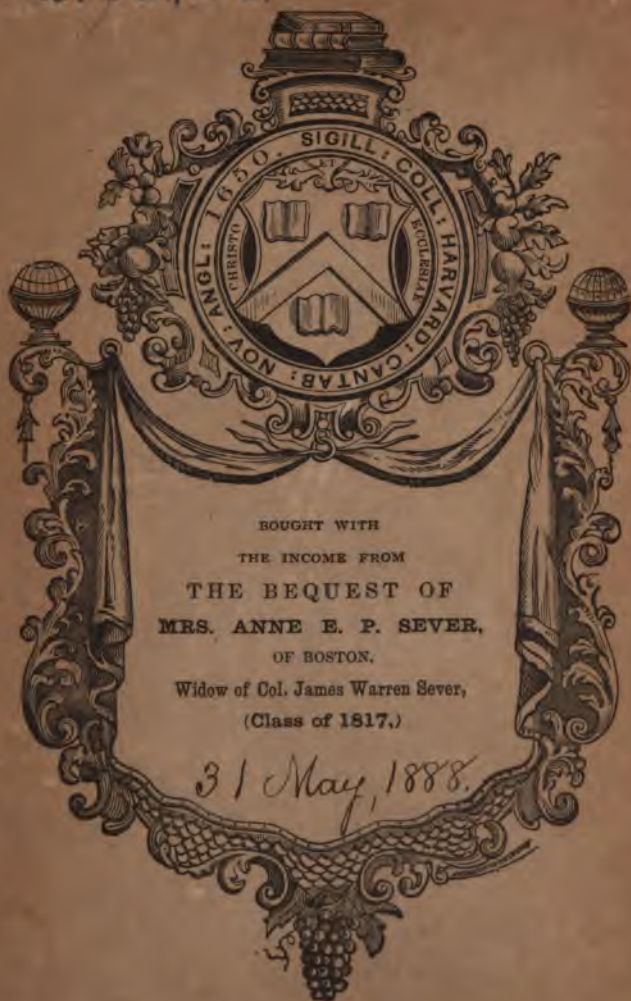 SIGILL: COLL: HARVARD: CANTAB: NOV: ANGL: 1650.
ET
CHRISTO
ECCLESIAE
BOUGHT WITH
THE INCOME FROM
THE BEQUEST OF
MRS. ANNE E. P. SEVER,
OF BOSTON,
Widow of Col. James Warren Sever,
(Class of 1817,)
31 May, 1888.